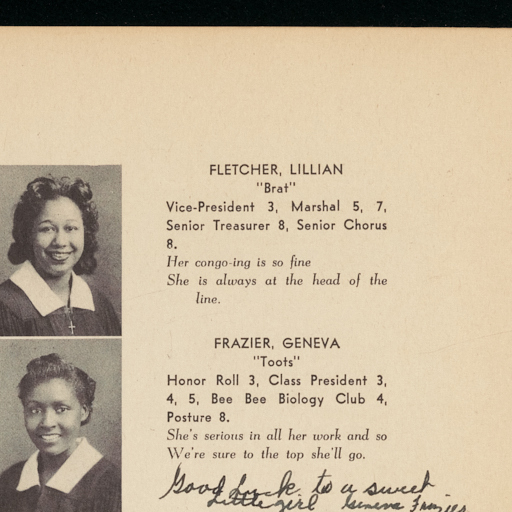 FLETCHER, LILLIAN
"Brat"
Vice-President 3, Marshal 5, 7,
Senior Treasurer 8, Senior Chorus
8.
Her congo-ing is so fine
She is always at the head of the
line.
FRAZIER, GENEVA
"Toots"
Honor Roll 3, Class President 3,
4, 5, Bee Bee Biology Club 4,
Posture 8.
She's serious in all her work and so
We're sure to the top she'll go.
Good luck to a sweet
Little girl Geneva Frazier